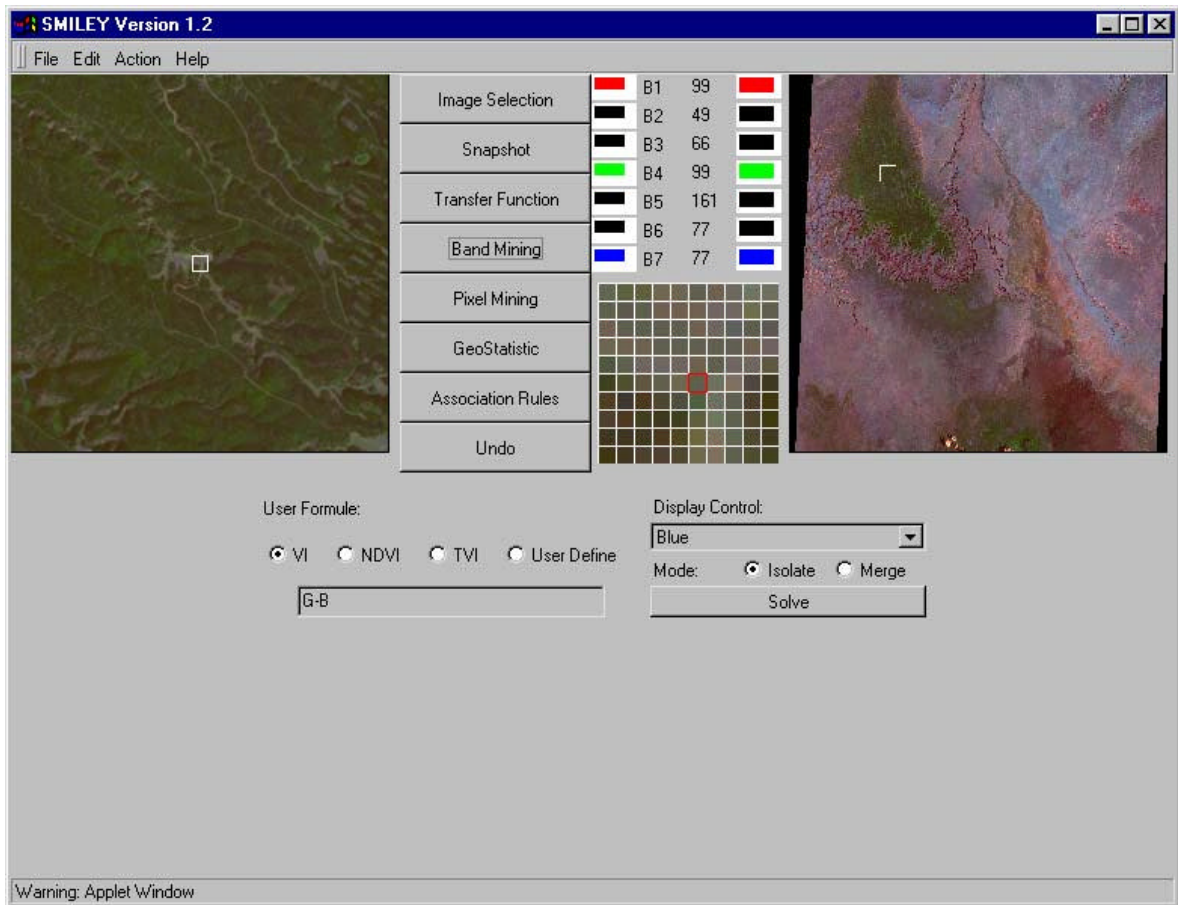 SMILEY Version 1.2
File Edit Action Help
Image Selection
Snapshot
Transfer Function
Band Mining
Pixel Mining
GeoStatistic
Association Rules
Undo
B1 99
B2 49
B3 66
B4 99
B5 161
B6 77
B7 77
User Formule:
VI NDVI TVI User Define
G-B
Display Control:
Blue
Mode: Isolate Merge
Solve
Warning: Applet Window